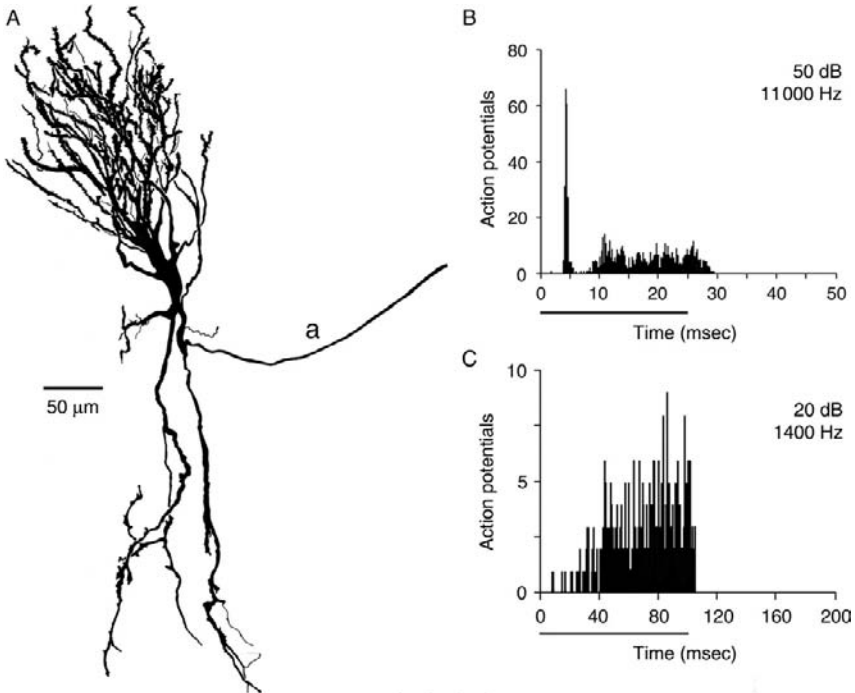 A
50 μm
a
B
50 dB
11000 Hz
Action potentials
80
60
40
20
0
0 10 20 30 40 50
Time (msec)
C
20 dB
1400 Hz
Action potentials
10
5
0
0 40 80 120 160 200
Time (msec)